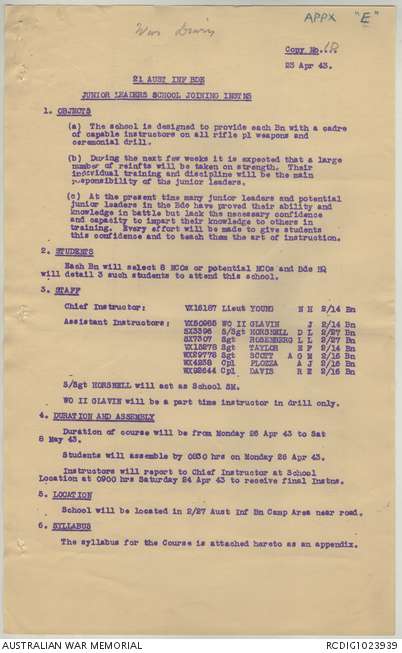 APPX "E"
War Diary
Copy No. 18
23 Apr 43.
21 AUST INF BDE
JUNIOR LEADERS SCHOOL JOINING INSTNS
1. OBJECTS
(a) The school is designed to provide each Bn with a cadre
of capable instructors on all rifle pl weapons and
ceremonial drill.
(b) During the next few weeks it is expected that a large
number of reinfts will be taken on strength. Their
individual training and discipline will be the main
responsibility of the junior leaders.
(c) At the present time many junior leaders and potential
junior leaders in the Bde have proved their ability and
knowledge in battle but lack the necessary confidence
and capacity to impart their knowledge to others in
training. Every effort will be made to give students
this confidence and to teach them the art of instruction.
2. STUDENTS
Each Bn will select 8 NCOs or potential NCOs and Bde HQ
will detail 3 such students to attend this school.
3. STAFF
Chief Instructor: VX16187 Lieut YOUNG N H 2/14 Bn
Assistant Instructors: VX50985 WO II GLAVIN J 2/14 Bn
SX3396 S/Sgt HORSNELL D L 2/27 Bn
SX7307 Sgt ROSENBERG L L 2/27 Bn
VX15278 Sgt TAYLOR E F 2/14 Bn
WX29778 Sgt SCOTT A G M 2/16 Bn
WX4238 Cpl PLOZZA A J 2/16 Bn
WX92644 Cpl DAVIS R E 2/16 Bn
S/Sgt HORSNELL will act as School SM.
WO II GLAVIN will be a part time instructor in drill only.
4. DURATION AND ASSEMBLY
Duration of course will be from Monday 26 Apr 43 to Sat
8 May 43.
Students will assemble by 0830 hrs on Monday 26 Apr 43.
Instructors will report to Chief Instructor at School
Location at 0900 hrs Saturday 24 Apr 43 to receive final Instns.
5. LOCATION
School will be located in 2/27 Aust Inf Bn Camp Area near road.
6. SYLLABUS
The syllabus for the Course is attached hereto as an appendix.
AUSTRALIAN WAR MEMORIAL
RCDIG1023939